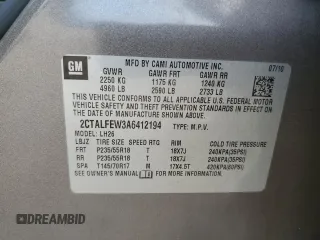 GM
MFD BY CAMI AUTOMOTIVE INC. 07/10
GVWR GAWR FRT GAWR RR
2250 KG 1175 KG 1240 KG
4960 LB 2590 LB 2733 LB
THIS VEHICLE CONFORMS TO ALL APPLICABLE U.S. FEDERAL MOTOR
VEHICLE SAFETY AND THEFT PREVENTION STANDARDS IN EFFECT ON
THE DATE OF MANUFACTURE SHOWN ABOVE.
2CTALFEW3A6412194 TYPE: M.P.V.
MODEL: LH26
LBJZ TIRE SIZE SPEED RTG RIM COLD TIRE PRESSURE
FRT P235/55R18 T 18X7J 240KPA(35PSI)
RR P235/55R18 T 18X7J 240KPA(35PSI)
SPA T145/70R17 M 17X4.5T 420KPA(60PSI)
SEE OWNER'S MANUAL FOR ADDITIONAL INFORMATION.
bid